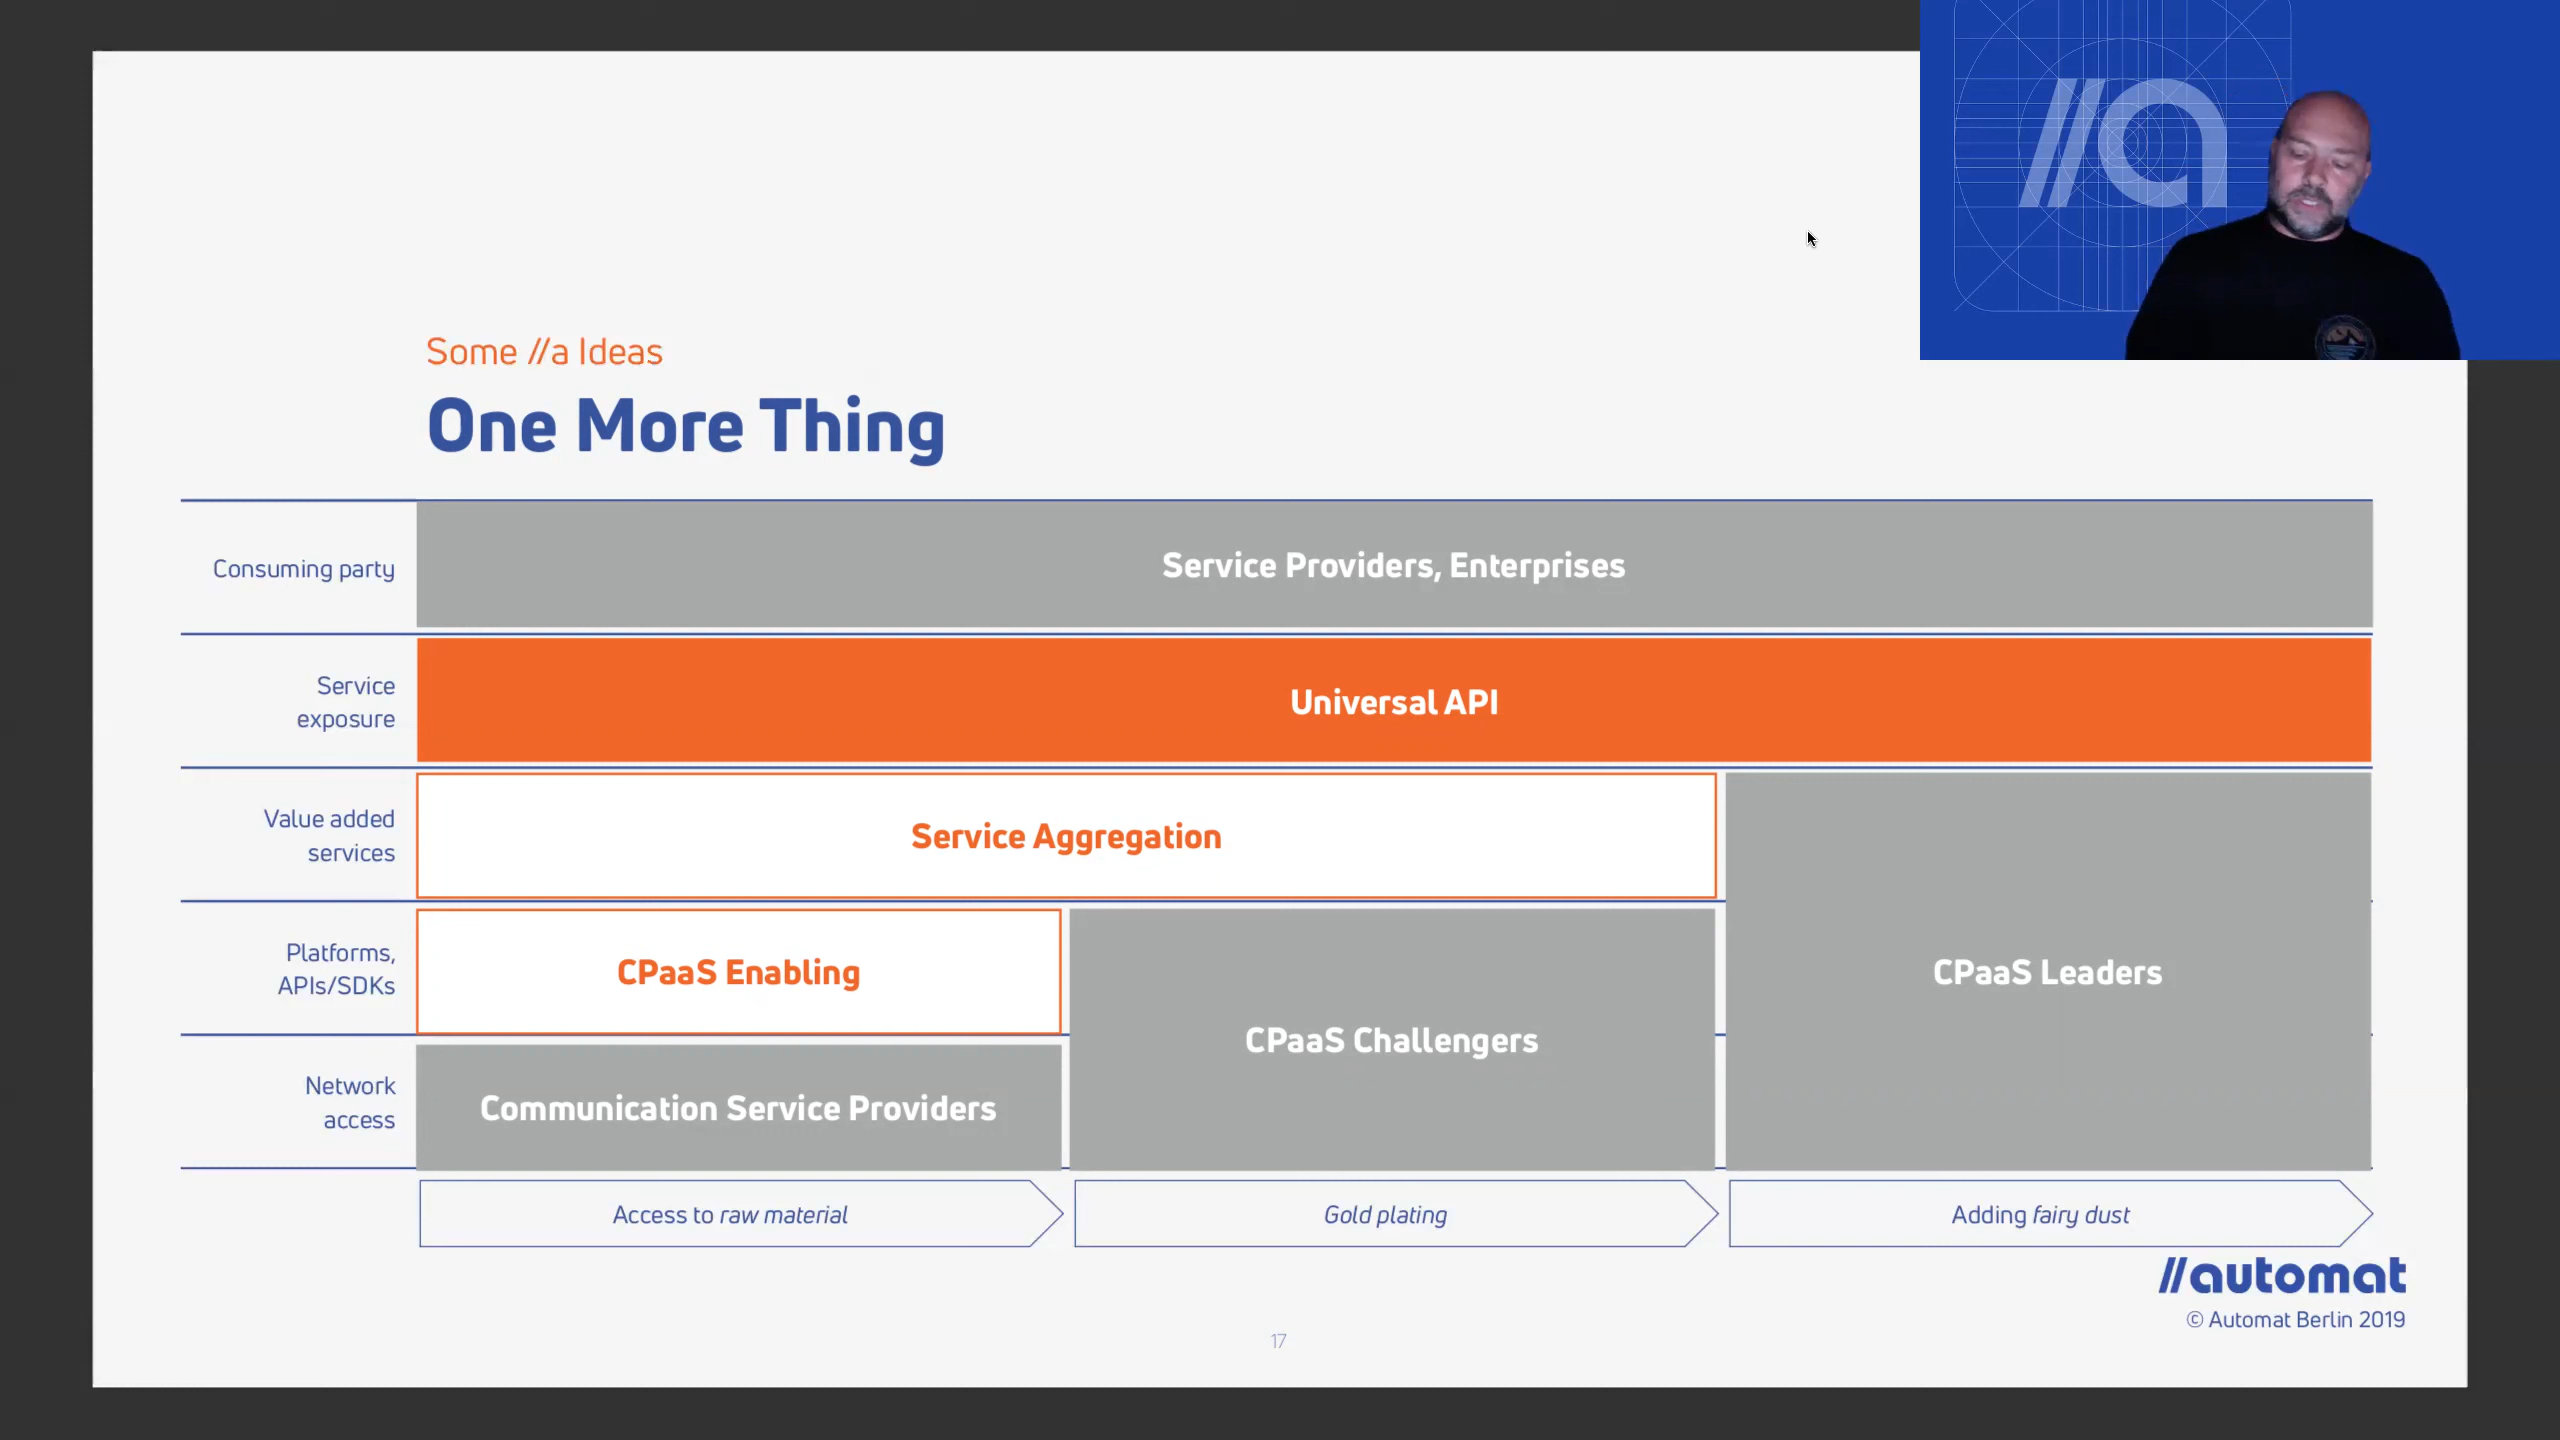 //a
Some //a Ideas
One More Thing
Consuming party
Service Providers, Enterprises
Service
exposure
Universal API
Value added
services
Service Aggregation
Platforms,
APIs/SDKs
CPaaS Enabling
CPaaS Challengers
CPaaS Leaders
Network
access
Communication Service Providers
Access to raw material
Gold plating
Adding fairy dust
//automat
© Automat Berlin 2019
17